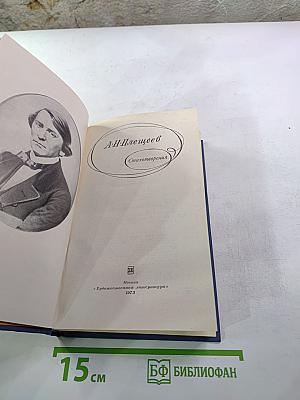 А·Н·Плещеев
Стихотворения
Москва
«Художественная литература»
1975
15 см
БФ БИБЛИОФАН